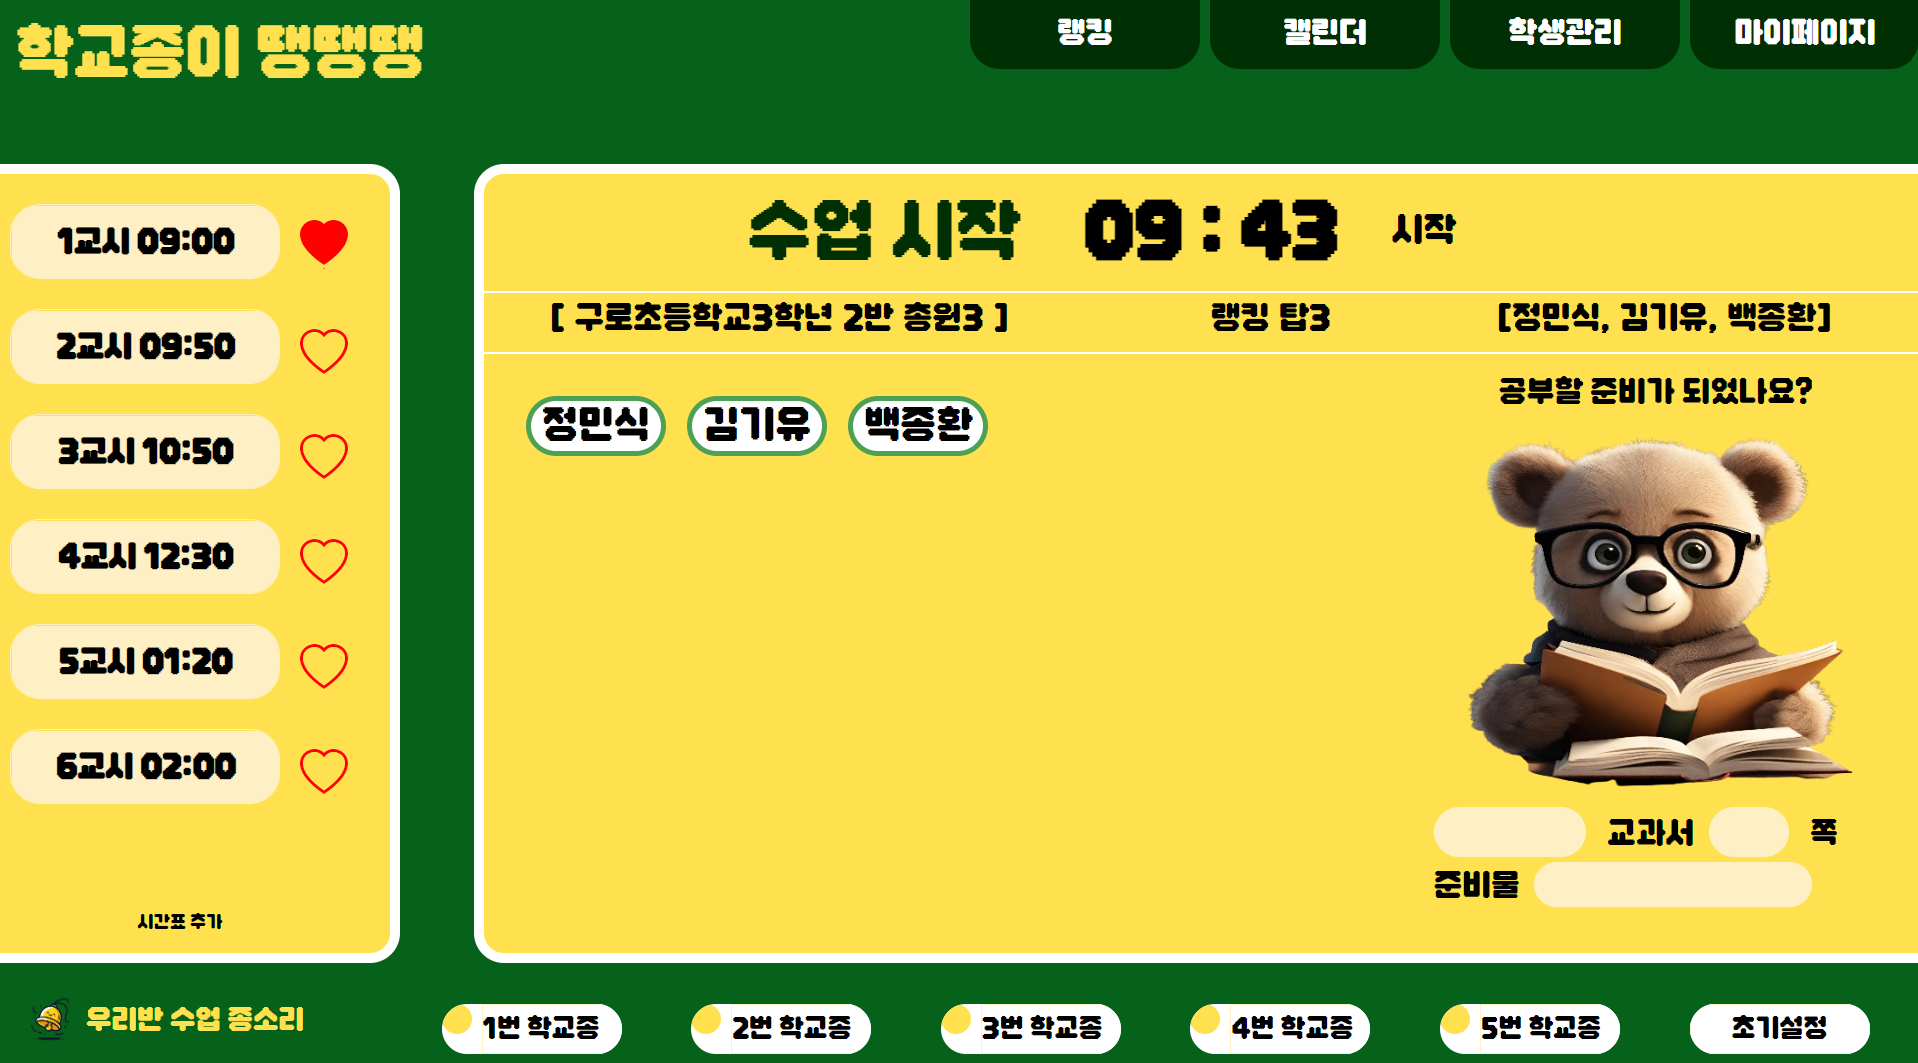 학교종이 땡땡땡
랭킹
캘린더
학생관리
마이페이지
1교시 09:00
2교시 09:50
3교시 10:50
4교시 12:30
5교시 01:20
6교시 02:00
시간표 추가
수업 시작 09 : 43 시작
[ 구로초등학교3학년 2반 총원3 ] 랭킹 탑3 [정민식, 김기유, 백종환]
정민식 김기유 백종환
공부할 준비가 되었나요?
교과서 쪽
준비물
우리반 수업 종소리
1번 학교종
2번 학교종
3번 학교종
4번 학교종
5번 학교종
초기설정